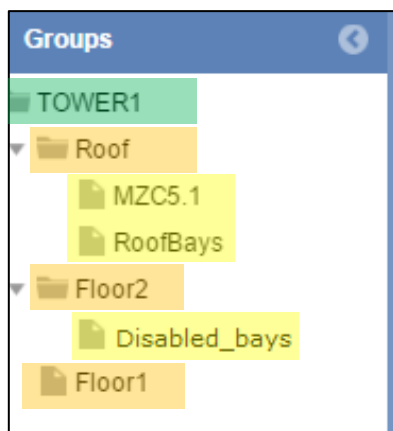 Groups
TOWER1
Roof
MZC5.1
RoofBays
Floor2
Disabled_bays
Floor1